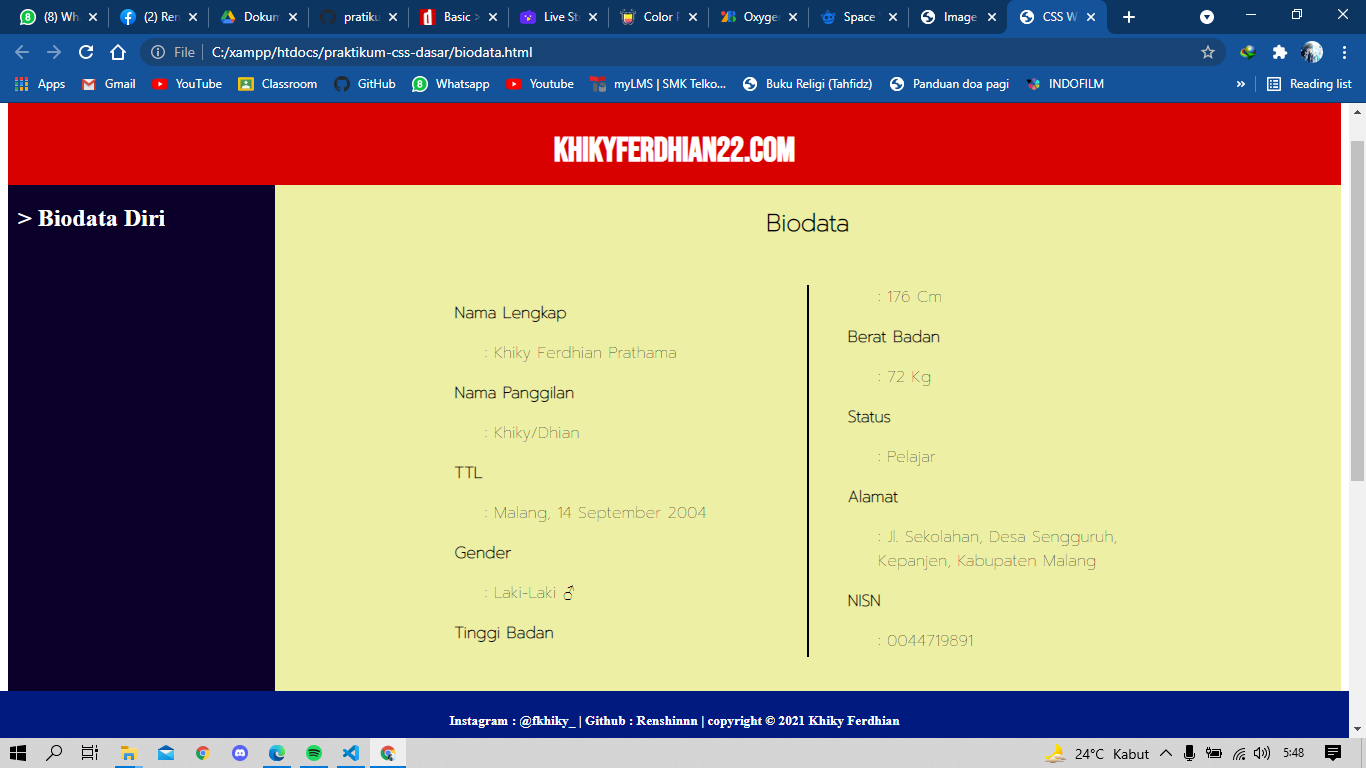 (8) Wh
(2) Ren
Dokum
pratiku
Basic >
Live St
Color P
Oxyge
Space
Image
CSS W
File
C:/xampp/htdocs/praktikum-css-dasar/biodata.html
Apps
Gmail
YouTube
Classroom
GitHub
8
Whatsapp
Youtube
myLMS | SMK Telko...
Buku Religi (Tahfidz)
Panduan doa pagi
INDOFILM
»
Reading list
KHIKYFERDHIAN22.COM
> Biodata Diri
Biodata
Nama Lengkap
: Khiky Ferdhian Prathama
Nama Panggilan
: Khiky/Dhian
TTL
: Malang, 14 September 2004
Gender
: Laki-Laki ♂
Tinggi Badan
: 176 Cm
Berat Badan
: 72 Kg
Status
: Pelajar
Alamat
: Jl. Sekolahan, Desa Sengguruh,
Kepanjen, Kabupaten Malang
NISN
: 0044719891
Instagram : @fkhiky_ | Github : Renshinnn | copyright © 2021 Khiky Ferdhian
24°C Kabut
5:48